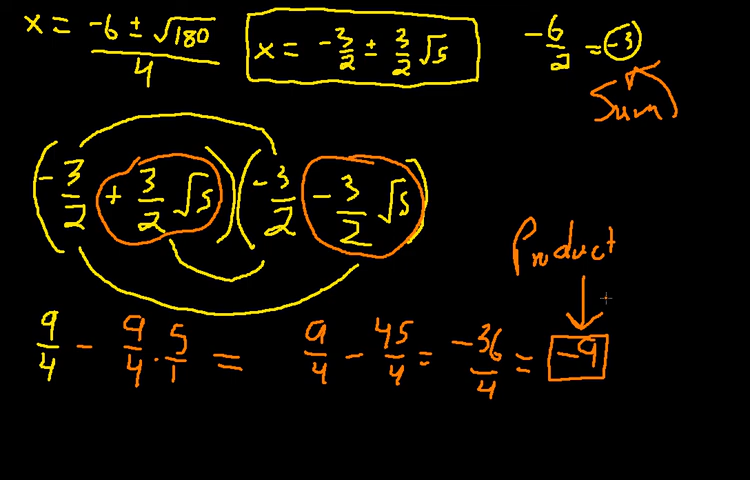 x = -6 ± √180 / 4
x = -3/2 ± 3/2 √5
-6/2 = -3
Sum
(-3/2 + 3/2 √5)(-3/2 - 3/2 √5)
Product
9/4 - 9/4 · 5/1 = 9/4 - 45/4 = -36/4 = -9